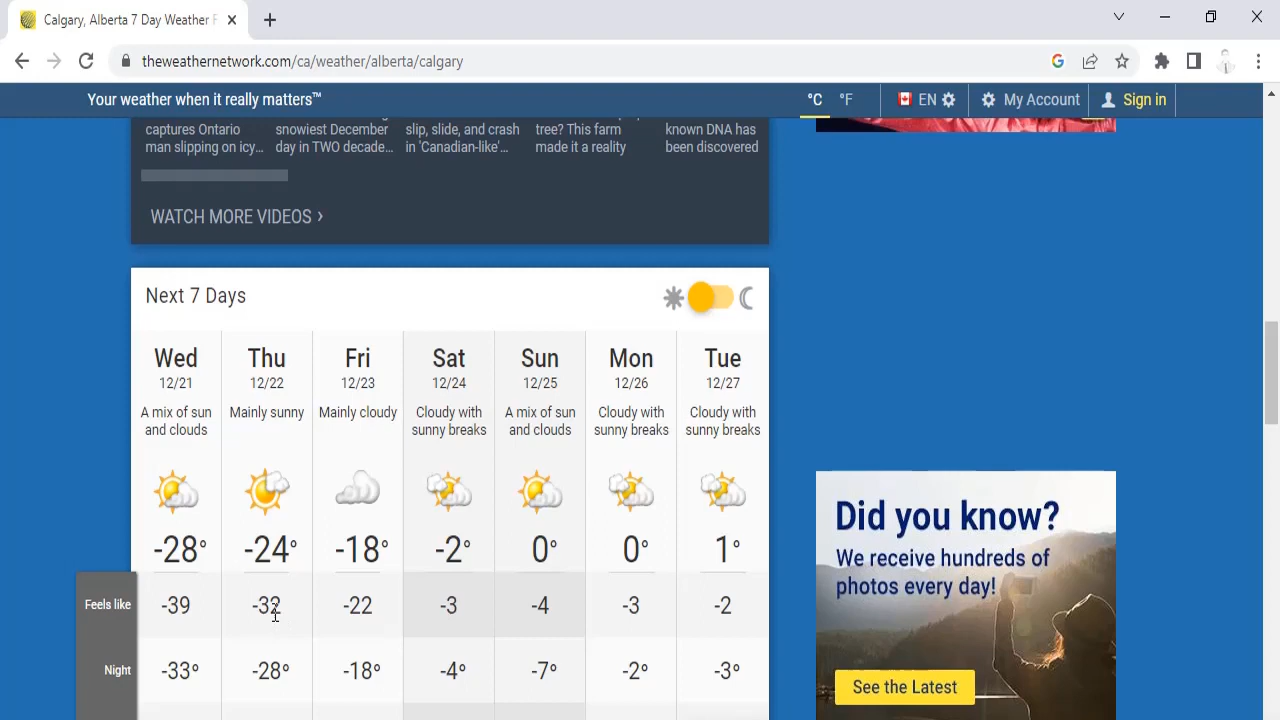 Calgary, Alberta 7 Day Weather F
theweathernetwork.com/ca/weather/alberta/calgary
Your weather when it really matters™
°C
°F
EN
My Account
Sign in
captures Ontario
man slipping on icy...
snowiest December
day in TWO decade...
slip, slide, and crash
in 'Canadian-like'...
tree? This farm
made it a reality
known DNA has
been discovered
WATCH MORE VIDEOS ›
Next 7 Days
Wed Thu Fri Sat Sun Mon Tue
12/21 12/22 12/23 12/24 12/25 12/26 12/27
A mix of sun
and clouds
Mainly sunny
Mainly cloudy
Cloudy with
sunny breaks
A mix of sun
and clouds
Cloudy with
sunny breaks
Cloudy with
sunny breaks
-28° -24° -18° -2° 0° 0° 1°
Feels like -39 -32 -22 -3 -4 -3 -2
Night -33° -28° -18° -4° -7° -2° -3°
Did you know?
We receive hundreds of
photos every day!
See the Latest